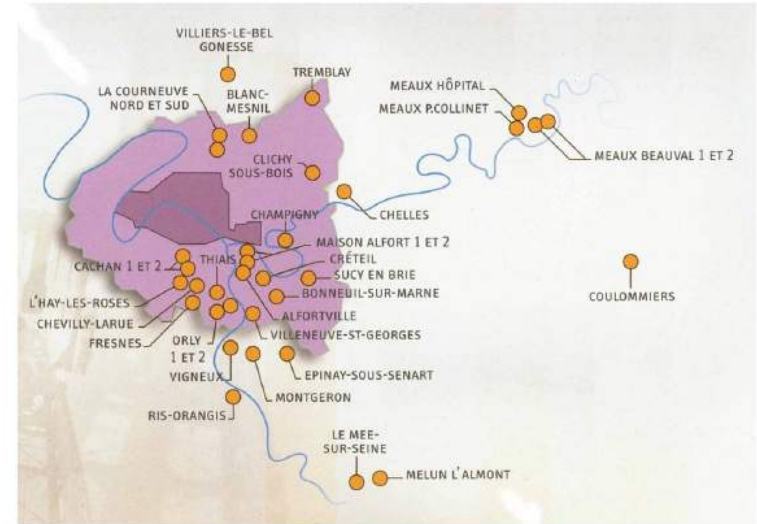 VILLIERS-LE-BEL
GONESSE
TREMBLAY
LA COURNEUVE
NORD ET SUD
BLANC-
MESNIL
MEAUX HÔPITAL
MEAUX P.COLLINET
MEAUX BEAUVAL 1 ET 2
CLICHY
SOUS-BOIS
CHELLES
CHAMPIGNY
MAISON ALFORT 1 ET 2
THIAIS
CRÉTEIL
CACHAN 1 ET 2
SUCY EN BRIE
BONNEUIL-SUR-MARNE
COULOMMIERS
L'HAY-LES-ROSES
ALFORTVILLE
CHEVILLY-LARUE
VILLENEUVE-ST-GEORGES
FRESNES
ORLY
1 ET 2
VIGNEUX
EPINAY-SOUS-SENART
MONTGERON
RIS-ORANGIS
LE MEE-
SUR-SEINE
MELUN L'ALMONT